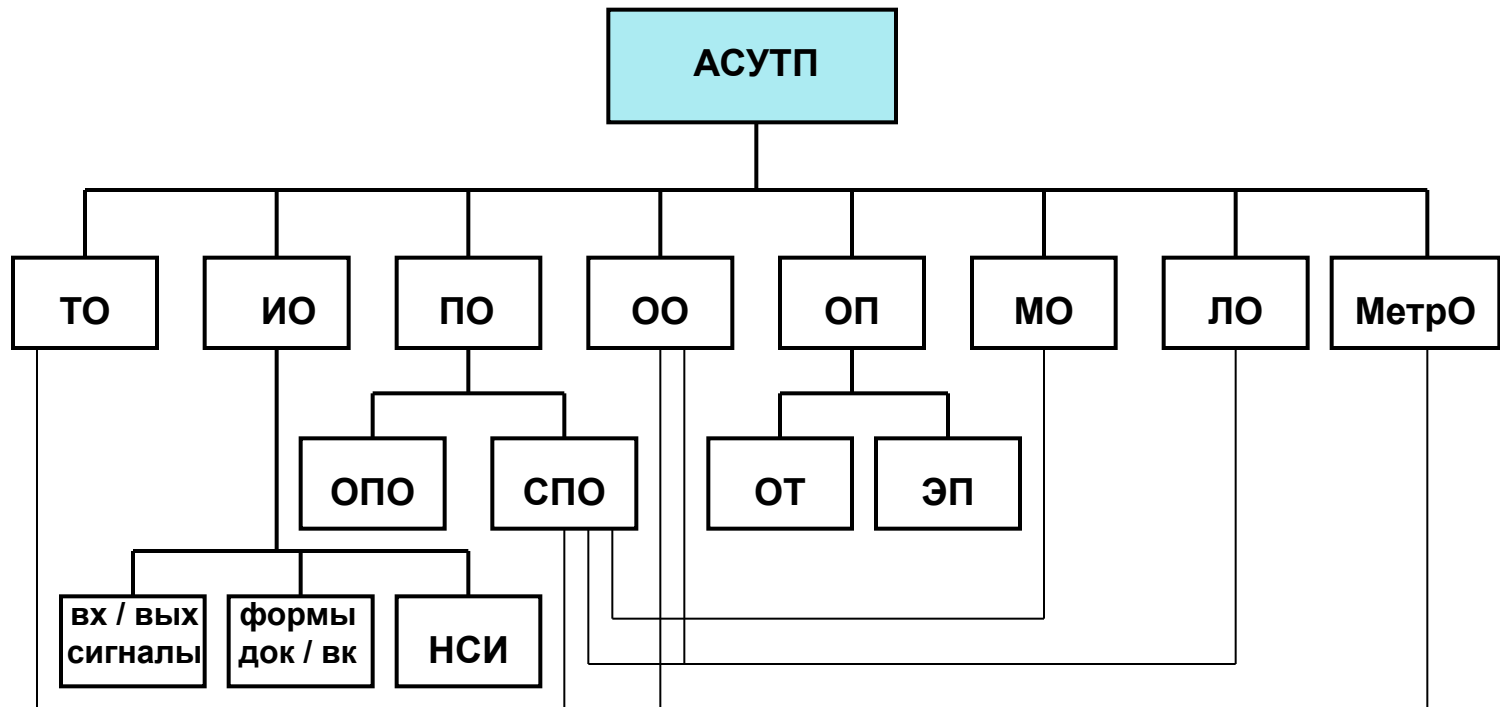 АСУТП
ТО
ИО
ПО
ОО
ОП
МО
ЛО
МетрО
ОПО
СПО
ОТ
ЭП
вх / вых
сигналы
формы
док / вк
НСИ